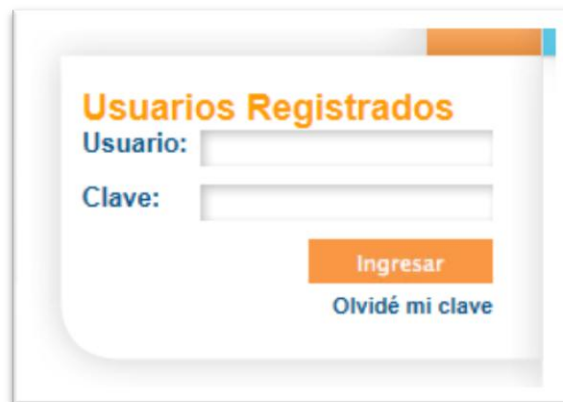 Usuarios Registrados
Usuario:
Clave:
Ingresar
Olvidé mi clave